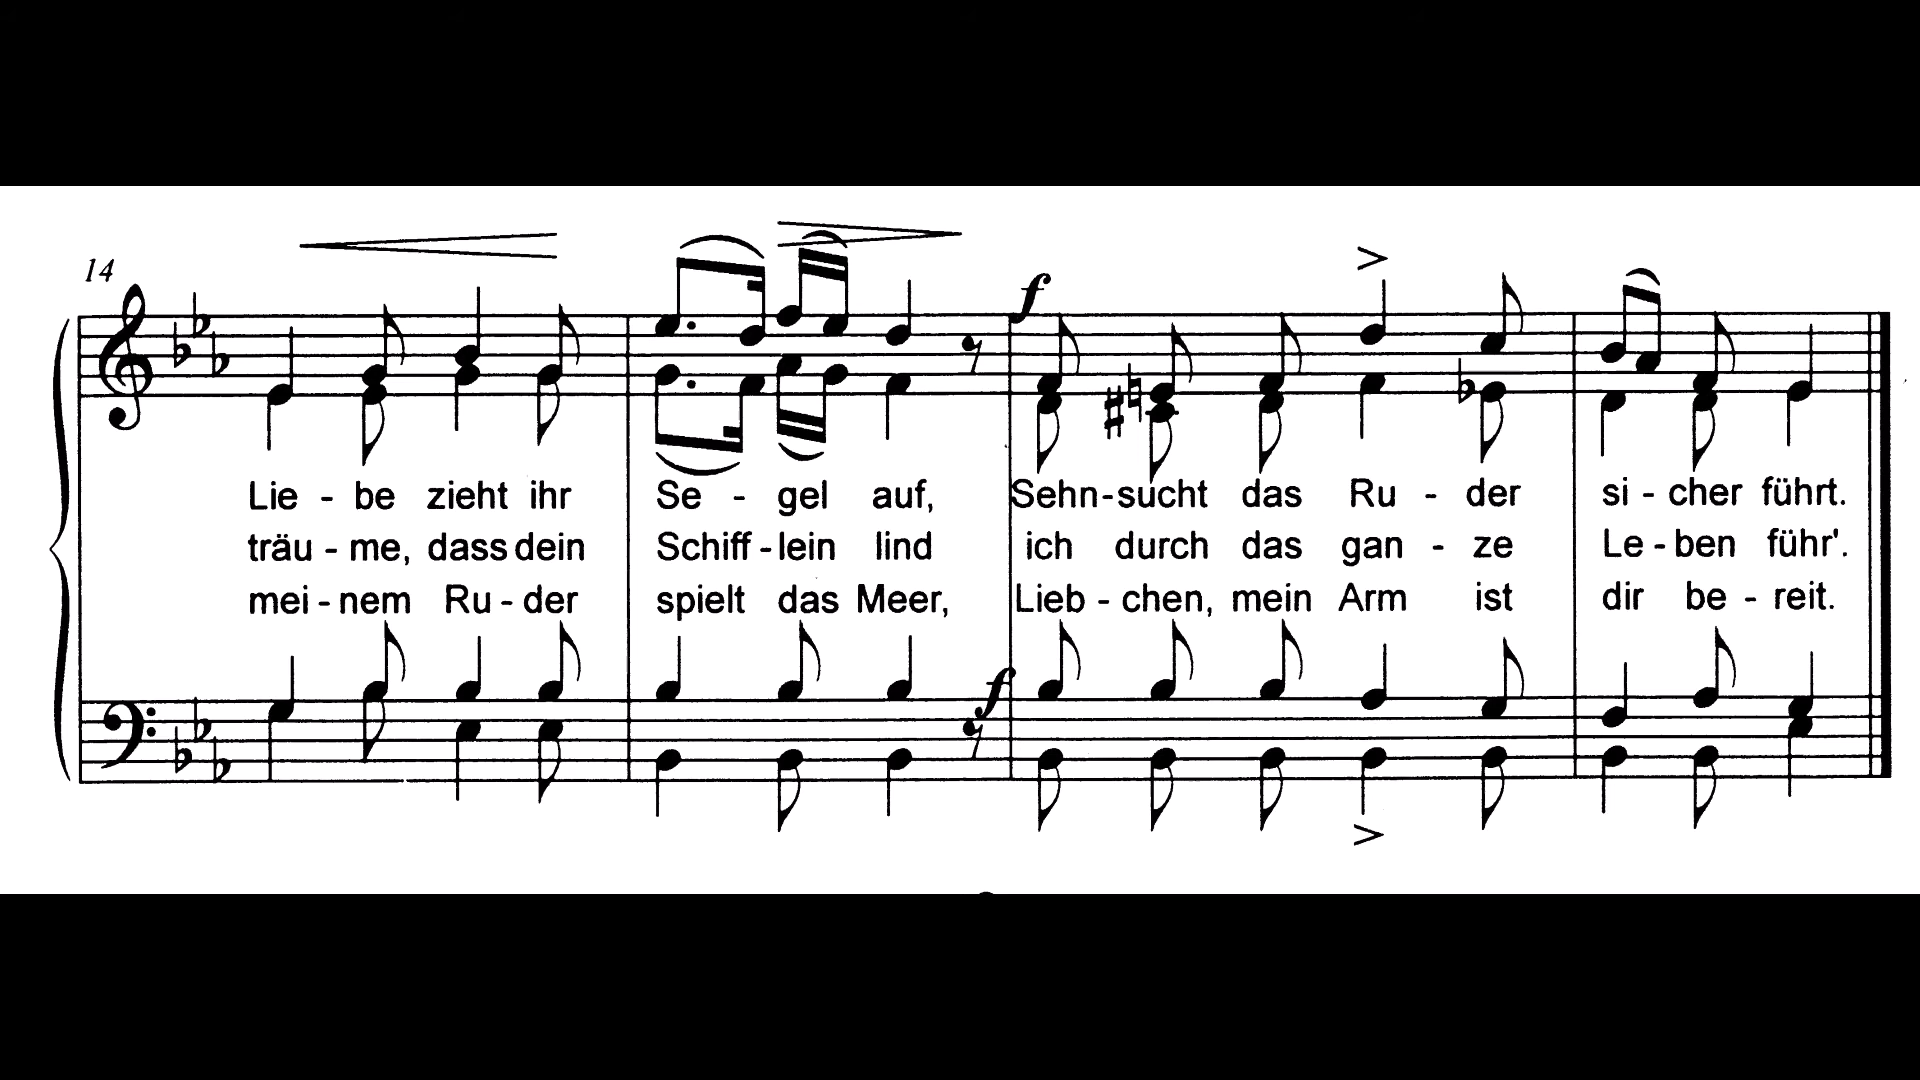 14
f
Lie - be zieht ihr Se - gel auf, Sehn-sucht das Ru - der si - cher führt.
träu - me, dass dein Schiff - lein lind ich durch das gan - ze Le - ben führ'.
mei - nem Ru - der spielt das Meer, Lieb - chen, mein Arm ist dir be - reit.
f